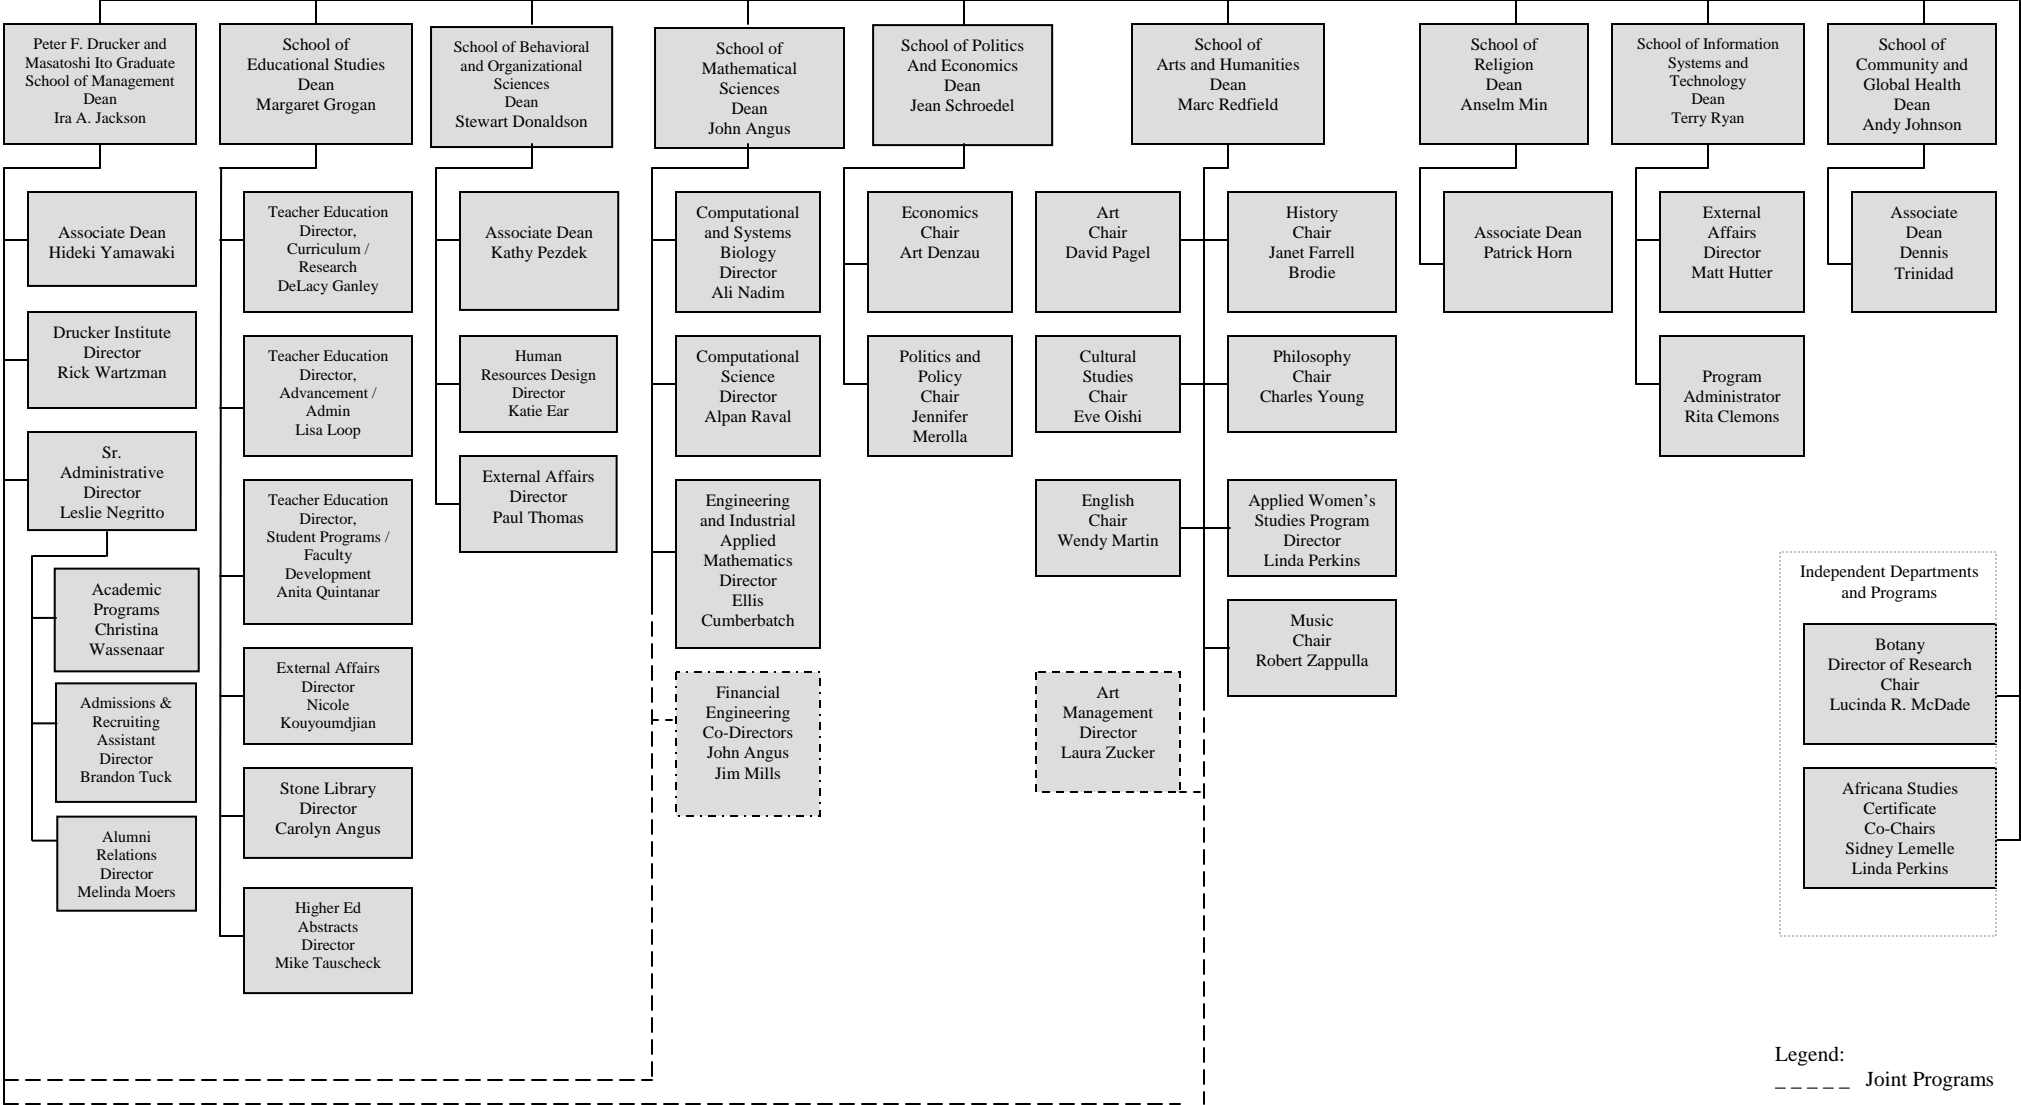 Peter F. Drucker and
Masatoshi Ito Graduate
School of Management
Dean
Ira A. Jackson
School of
Educational Studies
Dean
Margaret Grogan
School of Behavioral
and Organizational
Sciences
Dean
Stewart Donaldson
School of
Mathematical
Sciences
Dean
John Angus
School of Politics
And Economics
Dean
Jean Schroedel
School of
Arts and Humanities
Dean
Marc Redfield
School of
Religion
Dean
Anselm Min
School of Information
Systems and
Technology
Dean
Terry Ryan
School of
Community and
Global Health
Dean
Andy Johnson
Associate Dean
Hideki Yamawaki
Drucker Institute
Director
Rick Wartzman
Sr.
Administrative
Director
Leslie Negritto
Academic
Programs
Christina
Wassenaar
Admissions &
Recruiting
Assistant
Director
Brandon Tuck
Alumni
Relations
Director
Melinda Moers
Teacher Education
Director,
Curriculum /
Research
DeLacy Ganley
Teacher Education
Director,
Advancement /
Admin
Lisa Loop
Teacher Education
Director,
Student Programs /
Faculty
Development
Anita Quintanar
External Affairs
Director
Nicole
Kouyoumdjian
Stone Library
Director
Carolyn Angus
Higher Ed
Abstracts
Director
Mike Tauscheck
Associate Dean
Kathy Pezdek
Human
Resources Design
Director
Katie Ear
External Affairs
Director
Paul Thomas
Computational
and Systems
Biology
Director
Ali Nadim
Computational
Science
Director
Alpan Raval
Engineering
and Industrial
Applied
Mathematics
Director
Ellis
Cumberbatch
Financial
Engineering
Co-Directors
John Angus
Jim Mills
Economics
Chair
Art Denzau
Politics and
Policy
Chair
Jennifer
Merolla
Art
Chair
David Pagel
Cultural
Studies
Chair
Eve Oishi
English
Chair
Wendy Martin
Art
Management
Director
Laura Zucker
History
Chair
Janet Farrell
Brodie
Philosophy
Chair
Charles Young
Applied Women’s
Studies Program
Director
Linda Perkins
Music
Chair
Robert Zappulla
Associate Dean
Patrick Horn
External
Affairs
Director
Matt Hutter
Program
Administrator
Rita Clemons
Associate
Dean
Dennis
Trinidad
Independent Departments
and Programs
Botany
Director of Research
Chair
Lucinda R. McDade
Africana Studies
Certificate
Co-Chairs
Sidney Lemelle
Linda Perkins
Legend:
_ _ _ _ _ Joint Programs